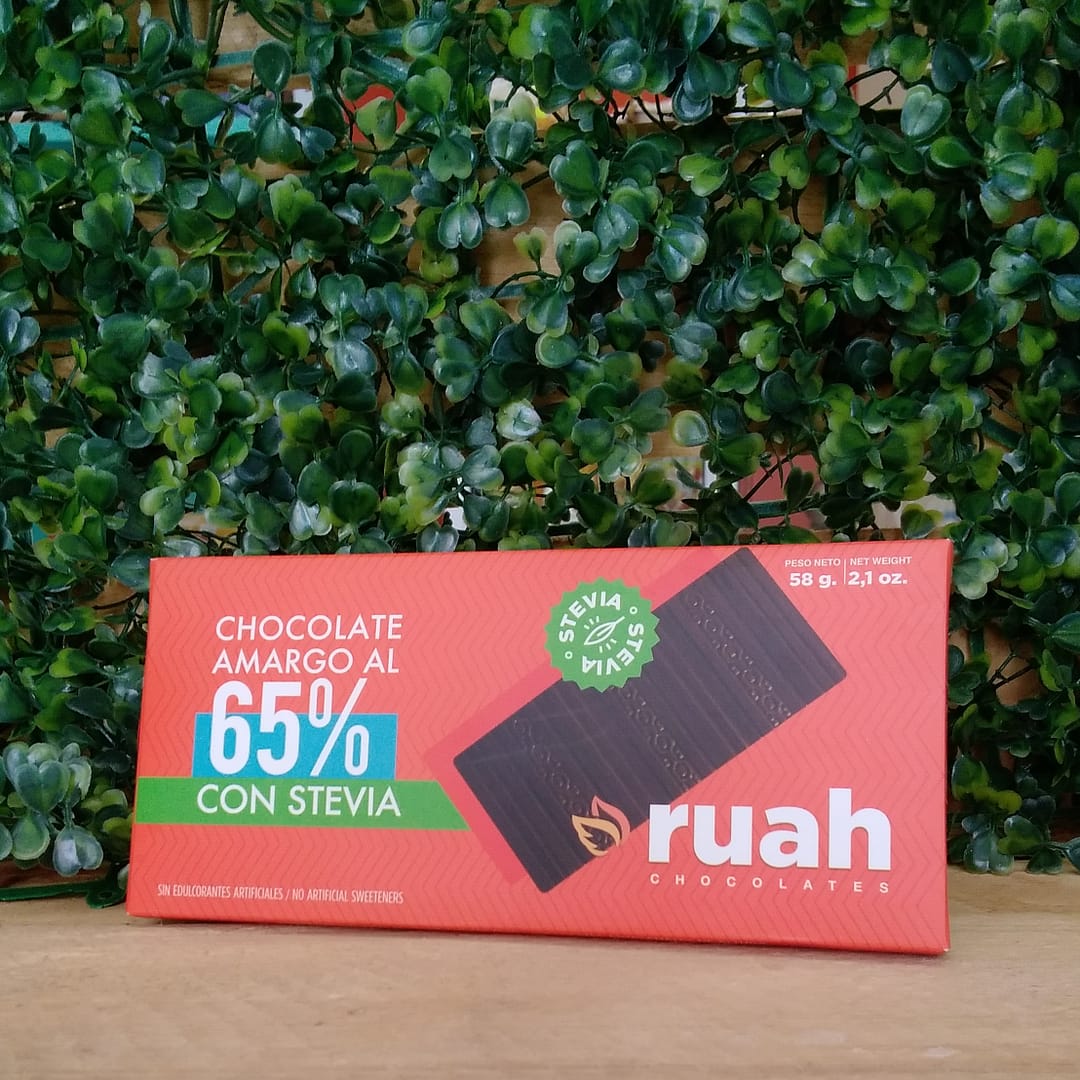 CHOCOLATE
AMARGO AL
65%
CON STEVIA
SIN EDULCORANTES ARTIFICIALES / NO ARTIFICIAL SWEETENERS
STEVIA ° STEVIA ° STEVIA °
PESO NETO | NET WEIGHT
58 g. | 2,1 oz.
ruah
CHOCOLATES